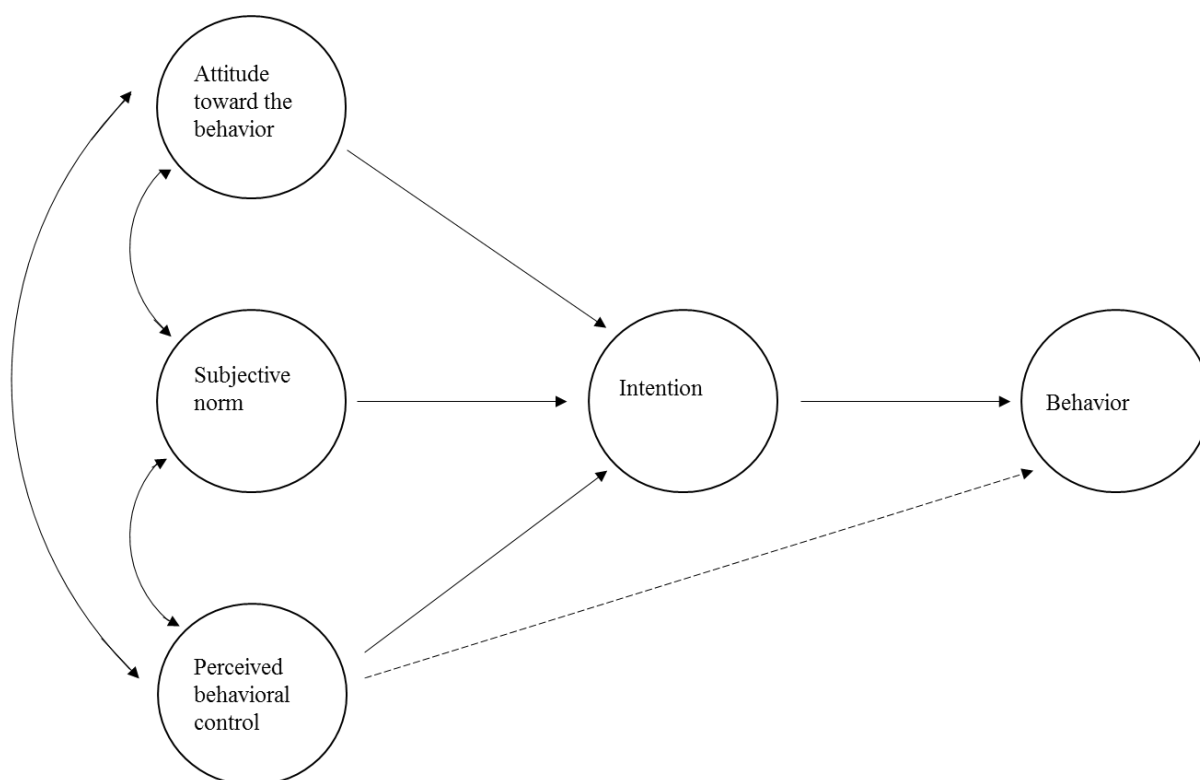 Attitude
toward the
behavior
Subjective
norm
Intention
Behavior
Perceived
behavioral
control